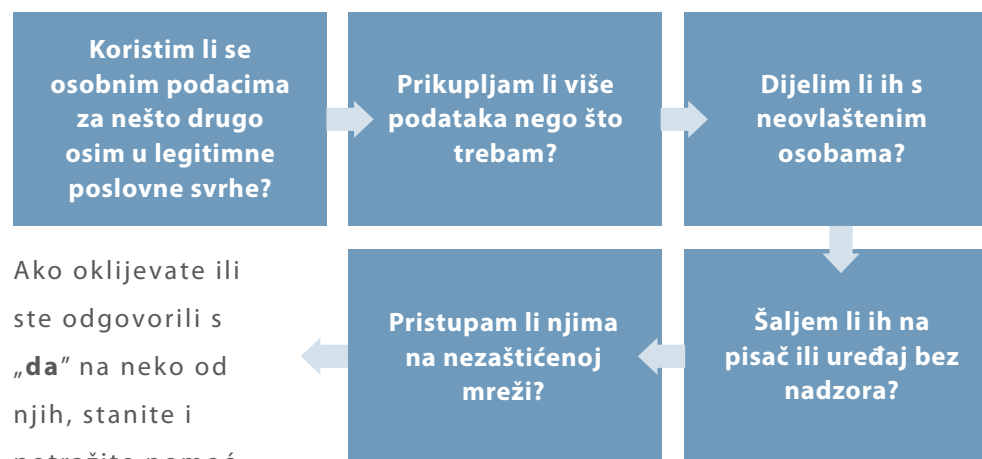 Koristim li se
osobnim podacima
za nešto drugo
osim u legitimne
poslovne svrhe?
Prikupljam li više
podataka nego što
trebam?
Dijelim li ih s
neovlaštenim
osobama?
Šaljem li ih na
pisač ili uređaj bez
nadzora?
Pristupam li njima
na nezaštićenoj
mreži?
Ako oklijevate ili
ste odgovorili s
„da” na neko od
njih, stanite i